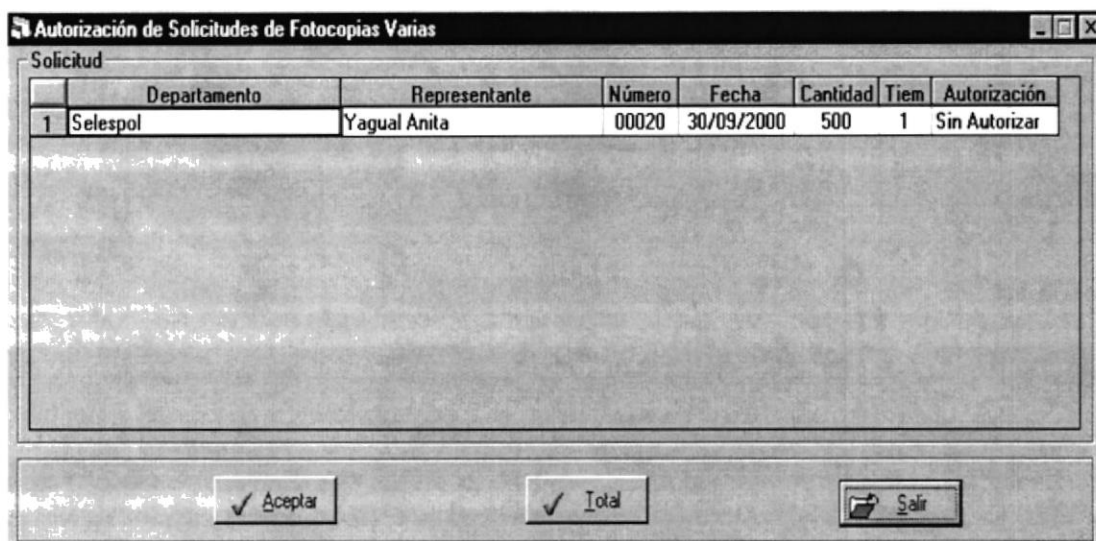 Autorización de Solicitudes de Fotocopias Varias
Solicitud
Departamento Representante Número Fecha Cantidad Tiem Autorización
1 Selespol Yagual Anita 00020 30/09/2000 500 1 Sin Autorizar
Aceptar Total Salir